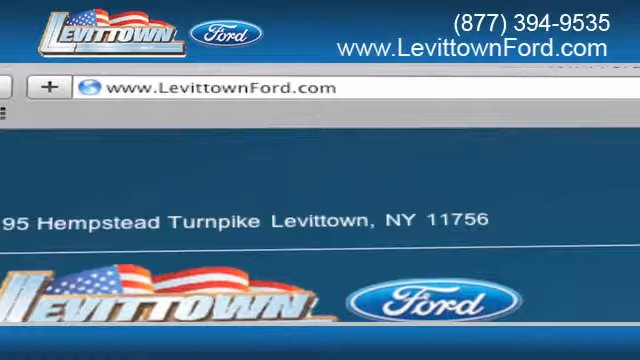 LEVITTOWN Ford
(877) 394-9535
www.LevittownFord.com
+ www.LevittownFord.com
95 Hempstead Turnpike Levittown, NY 11756
LEVITTOWN Ford